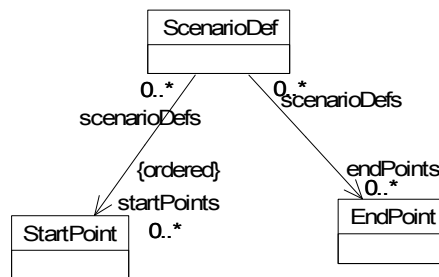 ScenarioDef
0..* 0..*
scenarioDefs scenarioDefs
{ordered} endPoints
startPoints 0..*
StartPoint 0..* EndPoint